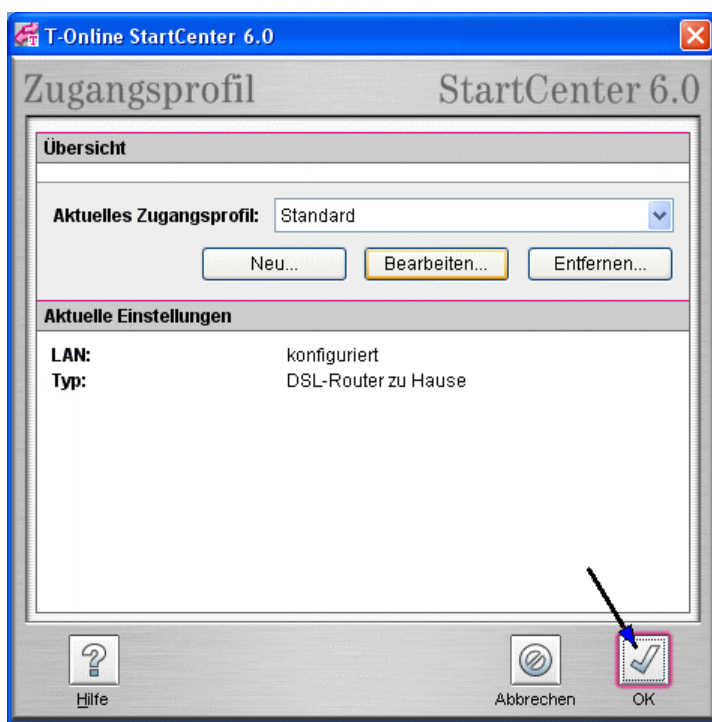 T-Online StartCenter 6.0
Zugangsprofil StartCenter 6.0
Übersicht
Aktuelles Zugangsprofil: Standard
Neu... Bearbeiten... Entfernen...
Aktuelle Einstellungen
LAN: konfiguriert
Typ: DSL-Router zu Hause
Hilfe Abbrechen OK